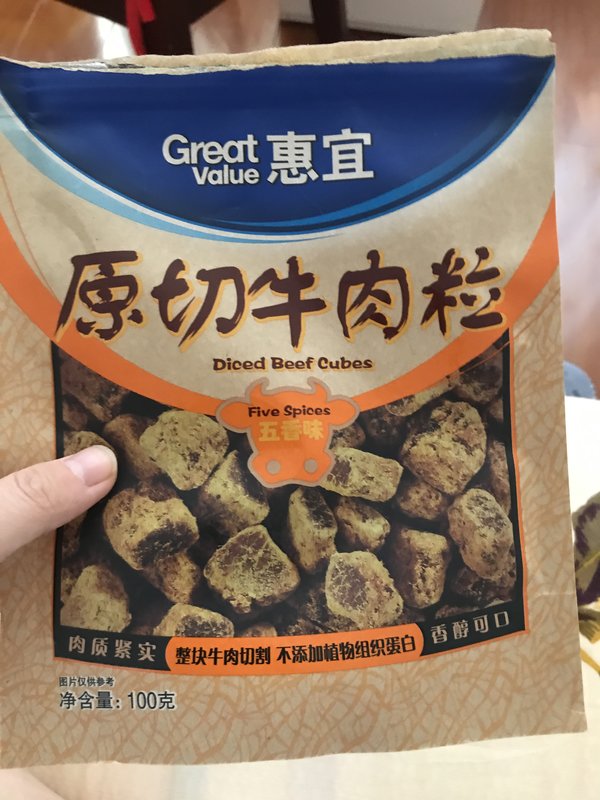 Great Value 惠宜
原切牛肉粒
Diced Beef Cubes
Five Spices
五香味
肉质紧实
整块牛肉切割 不添加植物组织蛋白
香醇可口
图片仅供参考
净含量：100克